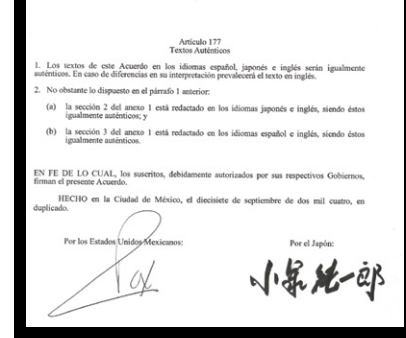 Artículo 177
Textos Auténticos
1. Los textos de este Acuerdo en los idiomas español, japonés e inglés serán igualmente
auténticos. En caso de diferencias en su interpretación prevalecerá el texto en inglés.
2. No obstante lo dispuesto en el párrafo 1 anterior:
(a) la sección 2 del anexo 1 está redactado en los idiomas japonés e inglés, siendo éstos
igualmente auténticos; y
(b) la sección 3 del anexo 1 está redactado en los idiomas español e inglés, siendo éstos
igualmente auténticos.
EN FE DE LO CUAL, los suscritos, debidamente autorizados por sus respectivos Gobiernos,
firman el presente Acuerdo.
HECHO en la Ciudad de México, el diecisiete de septiembre de dos mil cuatro, en
duplicado.
Por los Estados Unidos Mexicanos:
Por el Japón:
小泉純一郎